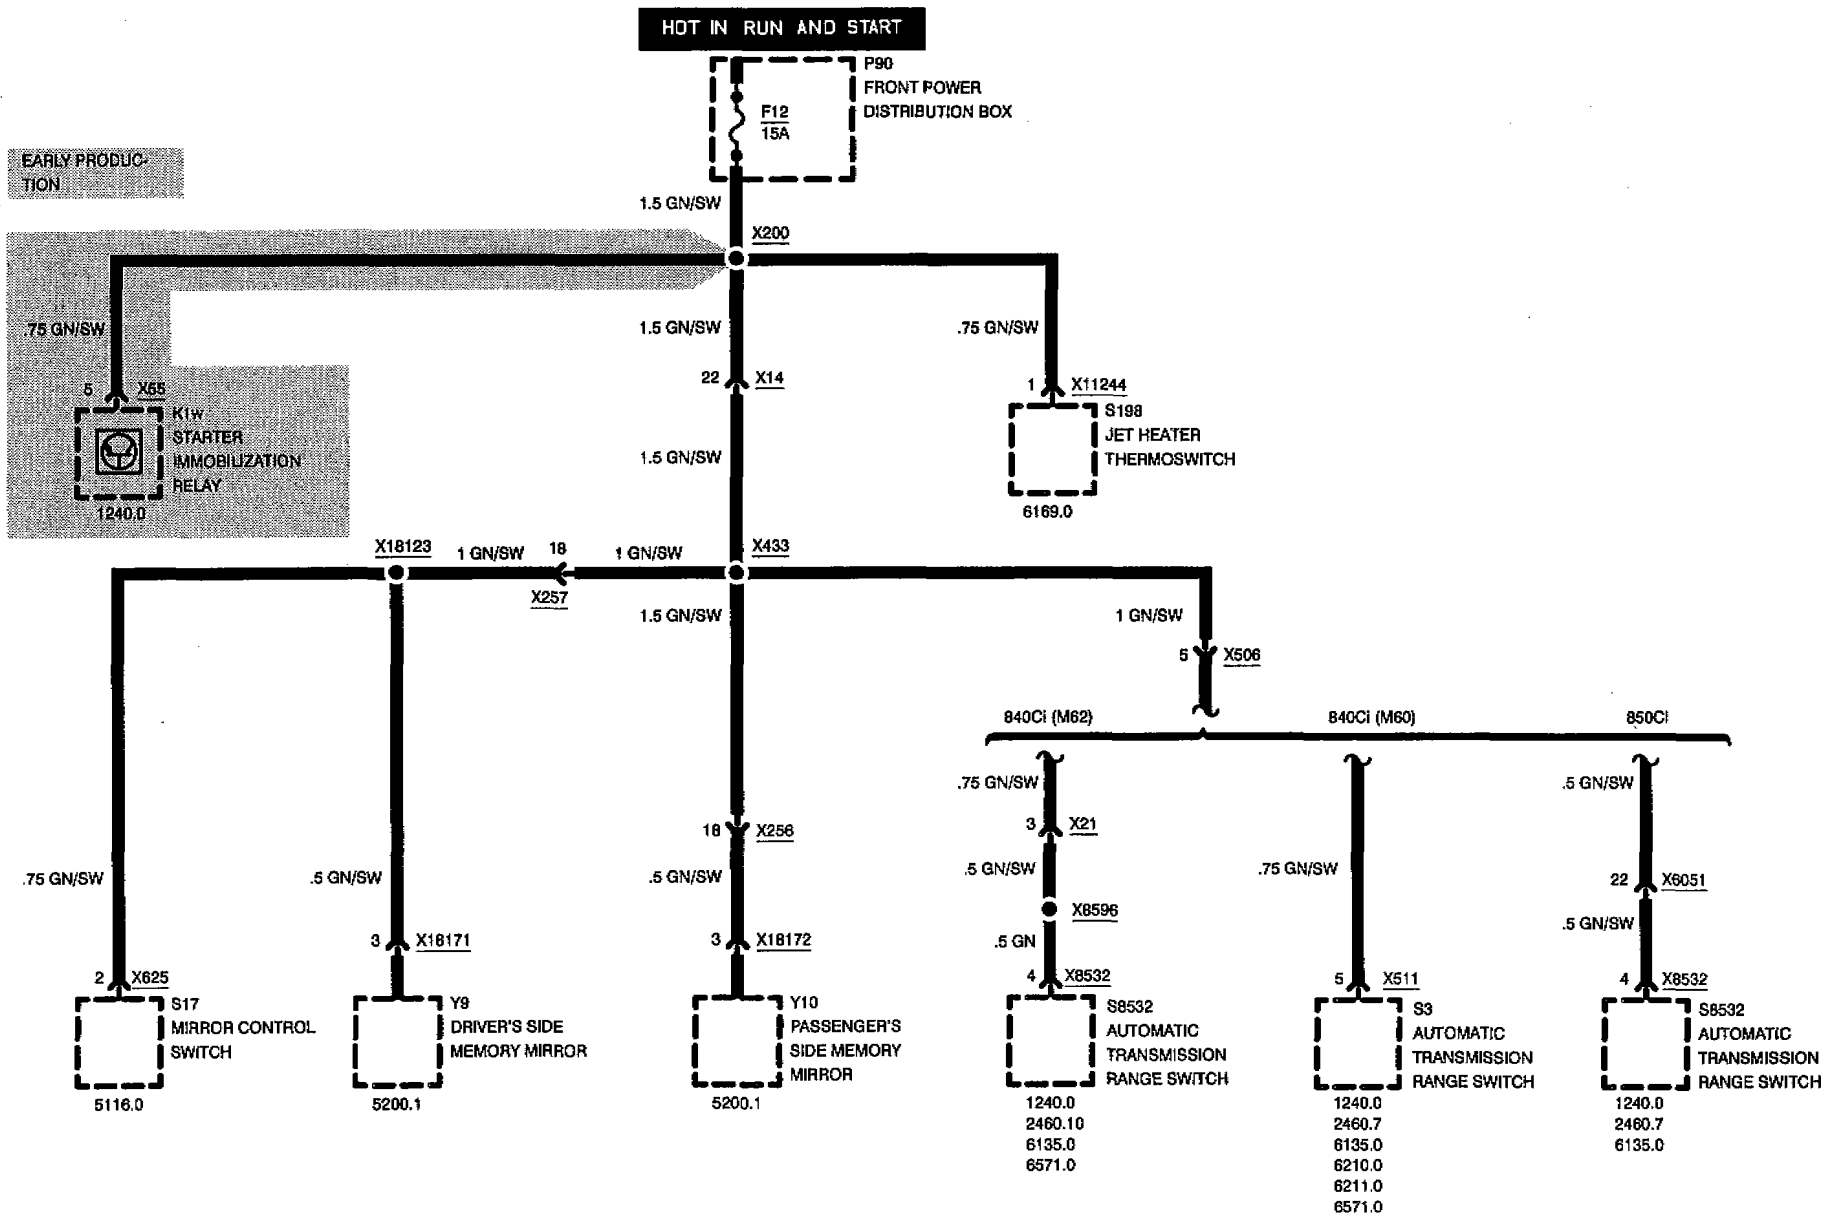 HOT IN RUN AND START
P90
FRONT POWER
DISTRIBUTION BOX
F12
15A
EARLY PRODUC-
TION
1.5 GN/SW
X200
.75 GN/SW
1.5 GN/SW
.75 GN/SW
5 X65
22 X14
1 X11244
K1w
STARTER
IMMOBILIZATION
RELAY
1240.0
S198
JET HEATER
THERMOSWITCH
6169.0
1.5 GN/SW
X18123
1 GN/SW
18
X257
1 GN/SW
X433
1.5 GN/SW
1 GN/SW
5 X506
840Ci (M62)
840Ci (M60)
850Ci
.75 GN/SW
.5 GN/SW
3 X21
18 X256
.75 GN/SW
.5 GN/SW
.5 GN/SW
.5 GN/SW
.75 GN/SW
22 X6051
X8596
.5 GN/SW
.5 GN
3 X18171
3 X18172
2 X625
4 X8532
5 X511
4 X8532
S17
MIRROR CONTROL
SWITCH
5116.0
Y9
DRIVER'S SIDE
MEMORY MIRROR
5200.1
Y10
PASSENGER'S
SIDE MEMORY
MIRROR
5200.1
S8532
AUTOMATIC
TRANSMISSION
RANGE SWITCH
1240.0
2460.10
6135.0
6571.0
S3
AUTOMATIC
TRANSMISSION
RANGE SWITCH
1240.0
2460.7
6135.0
6210.0
6211.0
6571.0
S8532
AUTOMATIC
TRANSMISSION
RANGE SWITCH
1240.0
2460.7
6135.0